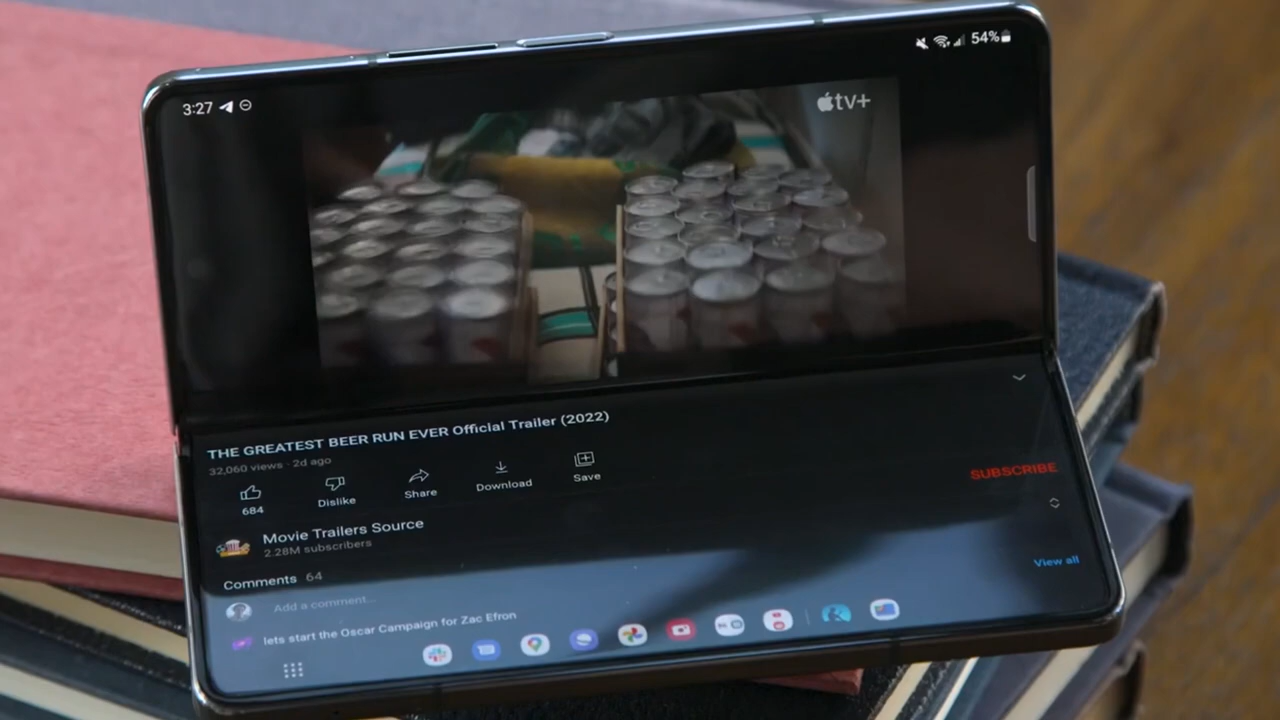 3:27
54%
tv+
THE GREATEST BEER RUN EVER Official Trailer (2022)
32,060 views · 2d ago
684
Dislike
Share
Download
Save
SUBSCRIBE
Movie Trailers Source
2.28M subscribers
Comments 64
View all
Add a comment...
lets start the Oscar Campaign for Zac Efron